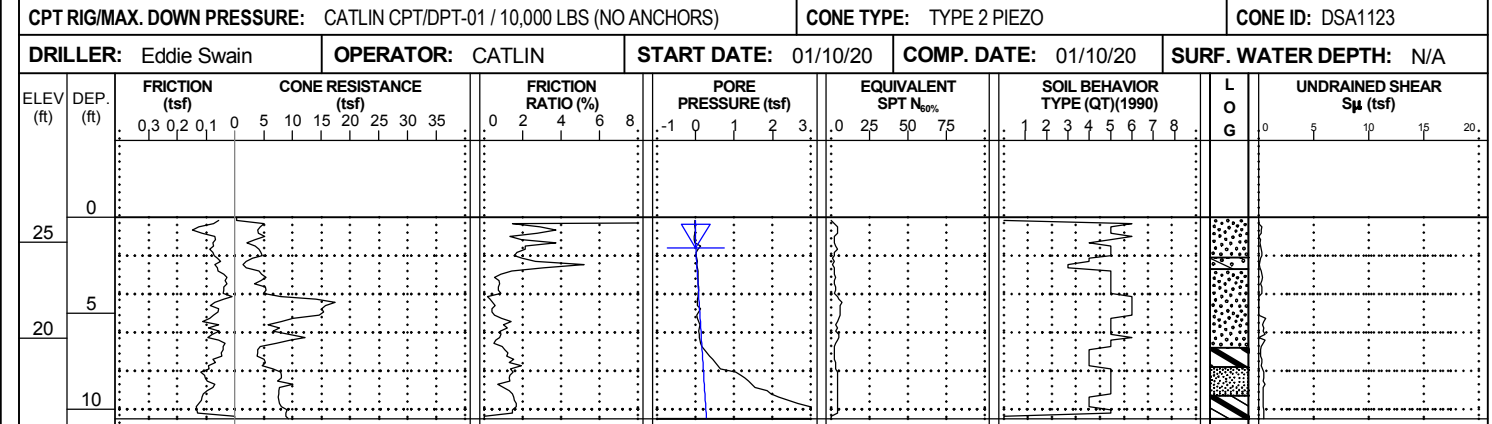 CPT RIG/MAX. DOWN PRESSURE: CATLIN CPT/DPT-01 / 10,000 LBS (NO ANCHORS) CONE TYPE: TYPE 2 PIEZO CONE ID: DSA1123
DRILLER: Eddie Swain OPERATOR: CATLIN START DATE: 01/10/20 COMP. DATE: 01/10/20 SURF. WATER DEPTH: N/A
ELEV (ft)
DEP. (ft)
FRICTION (tsf)
0.3 0.2 0.1 0
CONE RESISTANCE (tsf)
5 10 15 20 25 30 35
FRICTION RATIO (%)
0 2 4 6 8
PORE PRESSURE (tsf)
-1 0 1 2 3
EQUIVALENT SPT N60%
0 25 50 75
SOIL BEHAVIOR TYPE (QT)(1990)
1 2 3 4 5 6 7 8
LOG
UNDRAINED SHEAR Sμ (tsf)
0 5 10 15 20
0
25
5
20
10